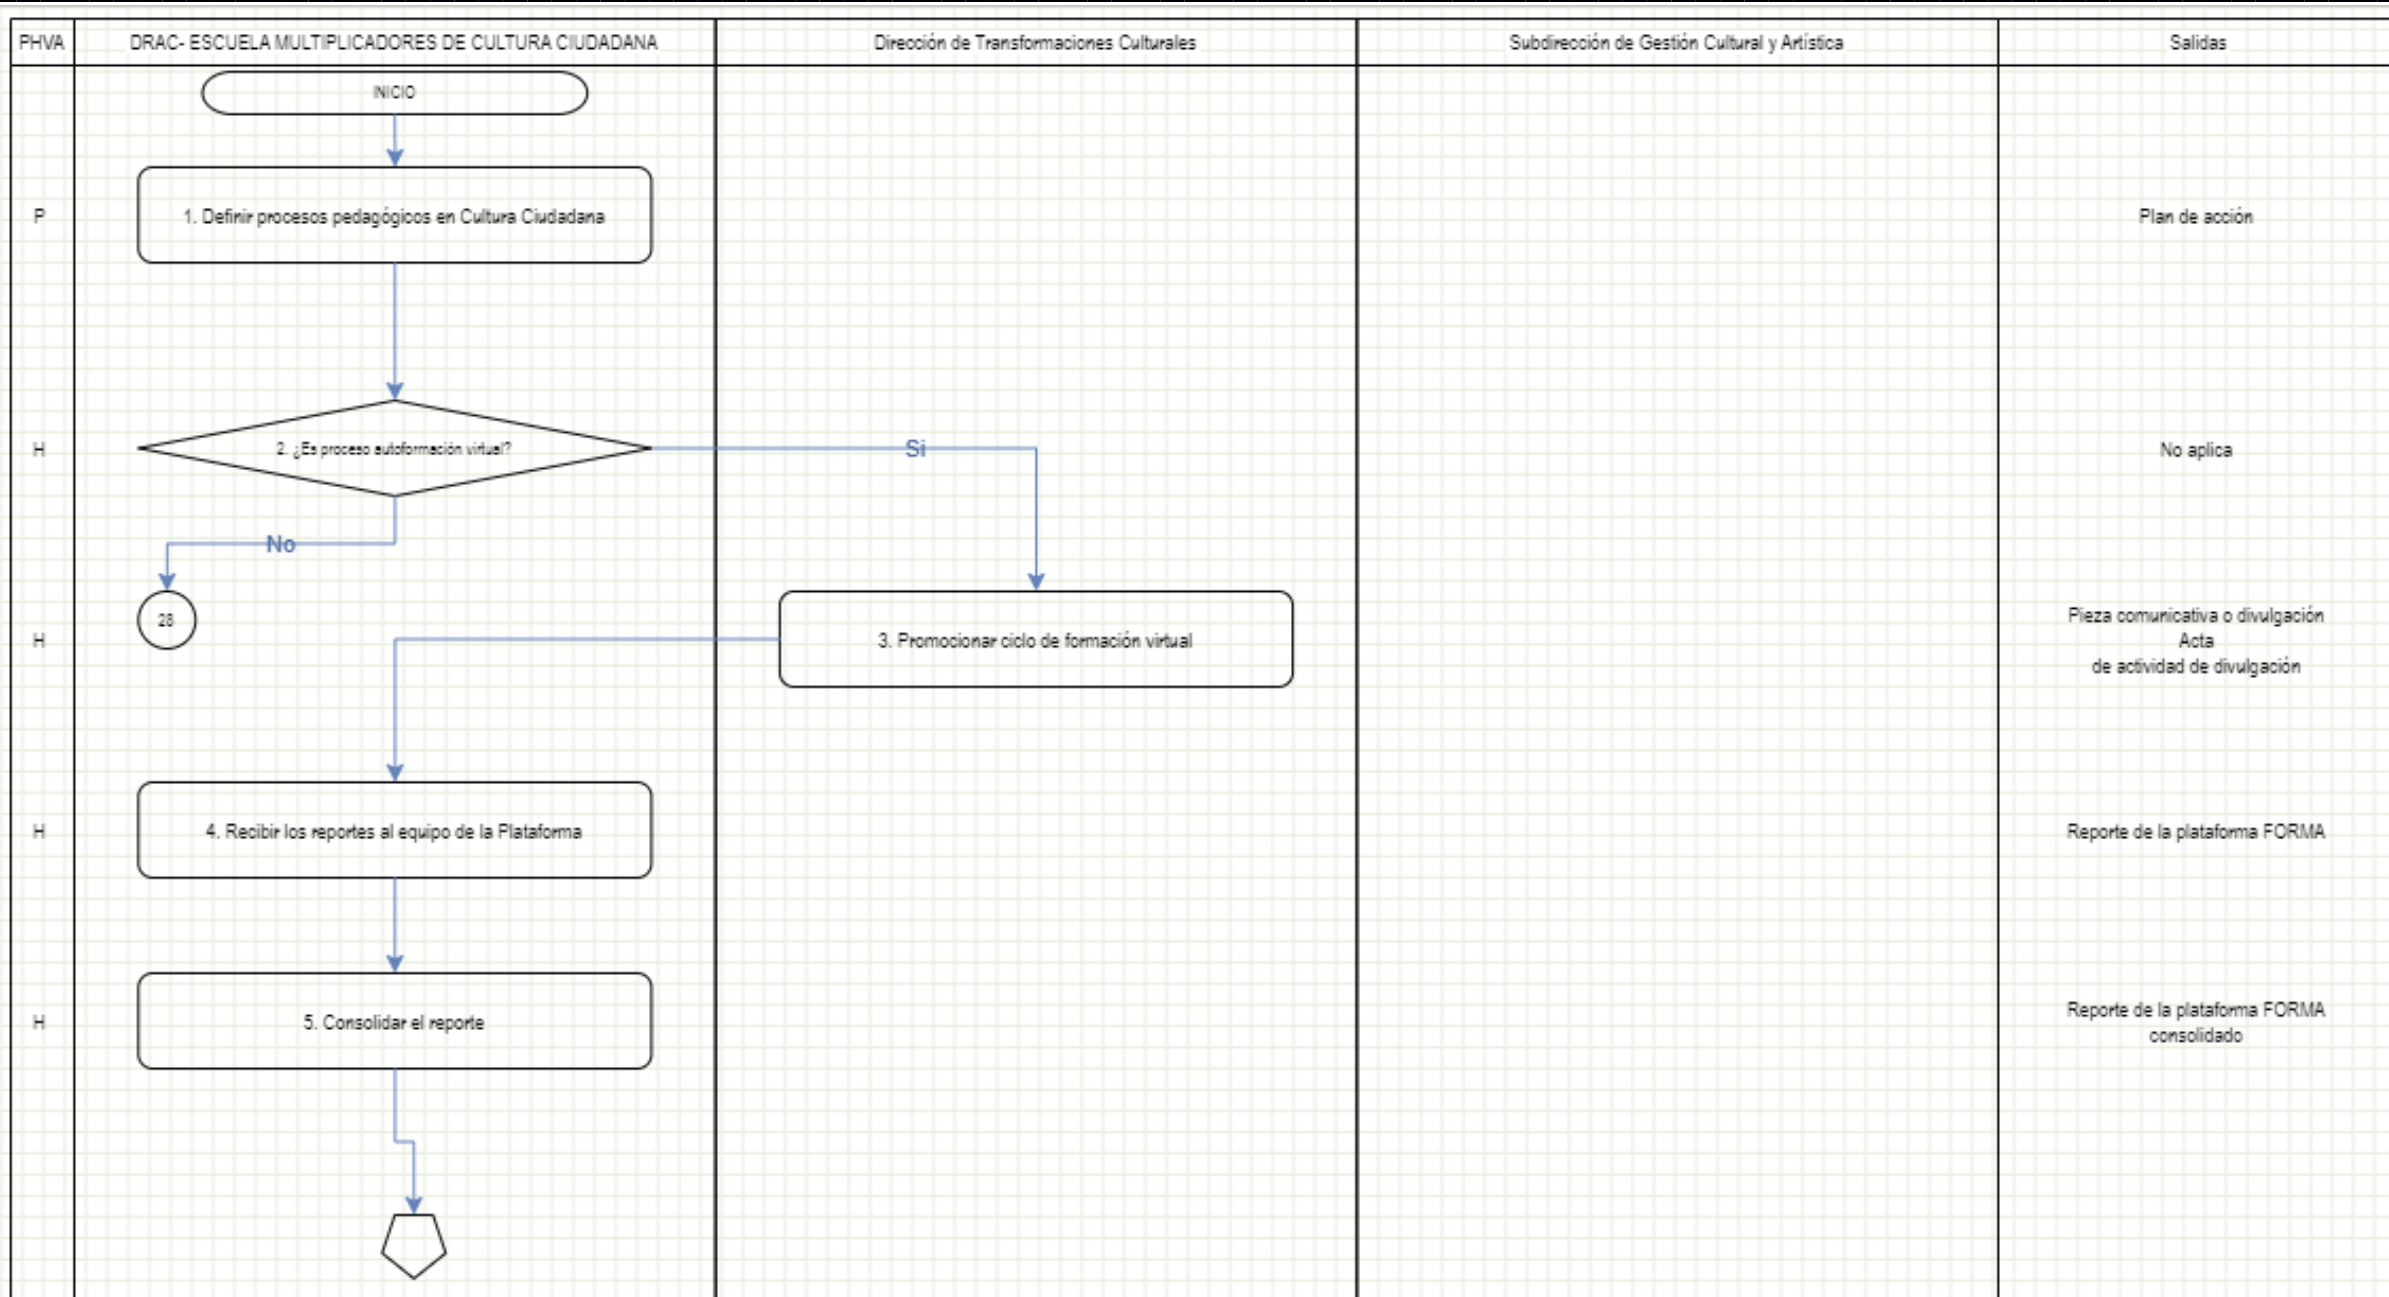 PHVA
DRAC- ESCUELA MULTIPLICADORES DE CULTURA CIUDADANA
Dirección de Transformaciones Culturales
Subdirección de Gestión Cultural y Artística
Salidas
INICIO
P
1. Definir procesos pedagógicos en Cultura Ciudadana
Plan de acción
H
2. ¿Es proceso autoformación virtual?
Si
No aplica
No
28
H
3. Promocionar ciclo de formación virtual
Pieza comunicativa o divulgación
Acta
de actividad de divulgación
H
4. Recibir los reportes al equipo de la Plataforma
Reporte de la plataforma FORMA
H
5. Consolidar el reporte
Reporte de la plataforma FORMA
consolidado